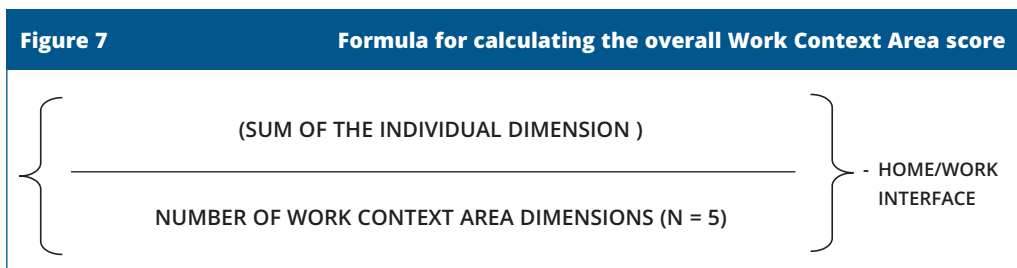 Figure 7 Formula for calculating the overall Work Context Area score
(SUM OF THE INDIVIDUAL DIMENSION )
NUMBER OF WORK CONTEXT AREA DIMENSIONS (N = 5)
- HOME/WORK
INTERFACE